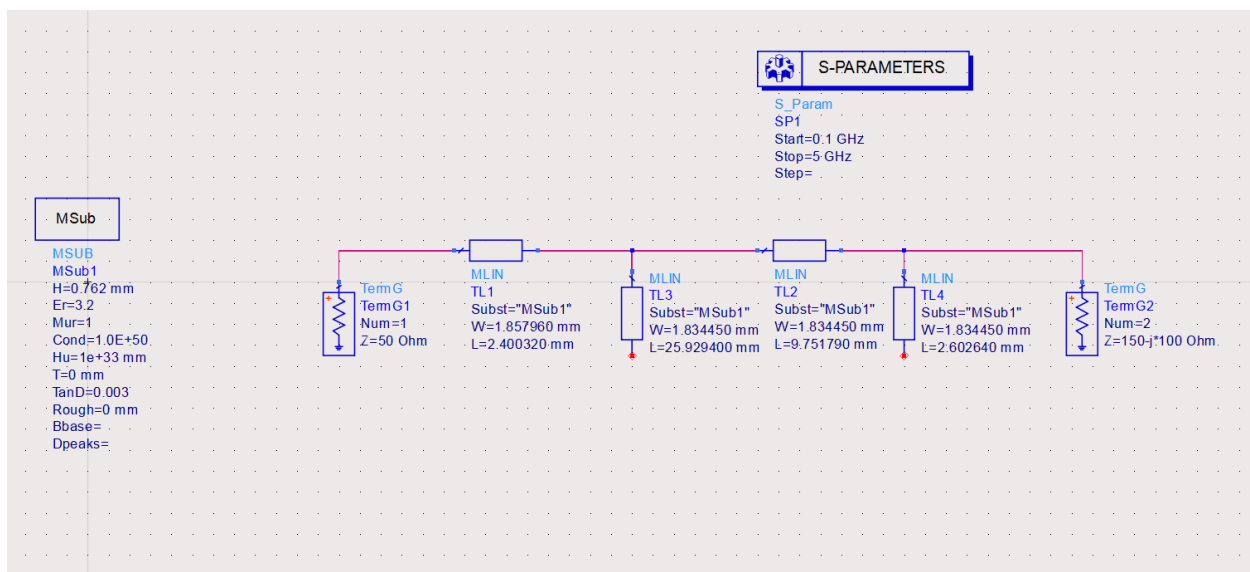 S-PARAMETERS
S_Param
SP1
Start=0.1 GHz
Stop=5 GHz
Step=
MSub
MSUB
MSub1
H=0.762 mm
Er=3.2
Mur=1
Cond=1.0E+50
Hu=1e+33 mm
T=0 mm
TanD=0.003
Rough=0 mm
Bbase=
Dpeaks=
TermG
TermG1
Num=1
Z=50 Ohm
MLIN
TL1
Subst="MSub1"
W=1.857960 mm
L=2.400320 mm
MLIN
TL3
Subst="MSub1"
W=1.834450 mm
L=25.929400 mm
MLIN
TL2
Subst="MSub1"
W=1.834450 mm
L=9.751790 mm
MLIN
TL4
Subst="MSub1"
W=1.834450 mm
L=2.602640 mm
TermG
TermG2
Num=2
Z=150-j*100 Ohm